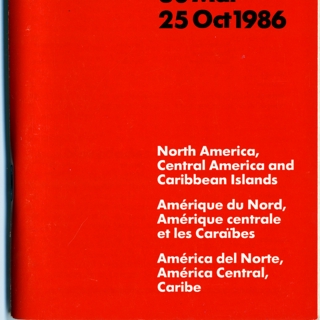 25 Oct 1986
North America,
Central America and
Caribbean Islands
Amérique du Nord,
Amérique centrale
et les Caraïbes
América del Norte,
América Central,
Caribe